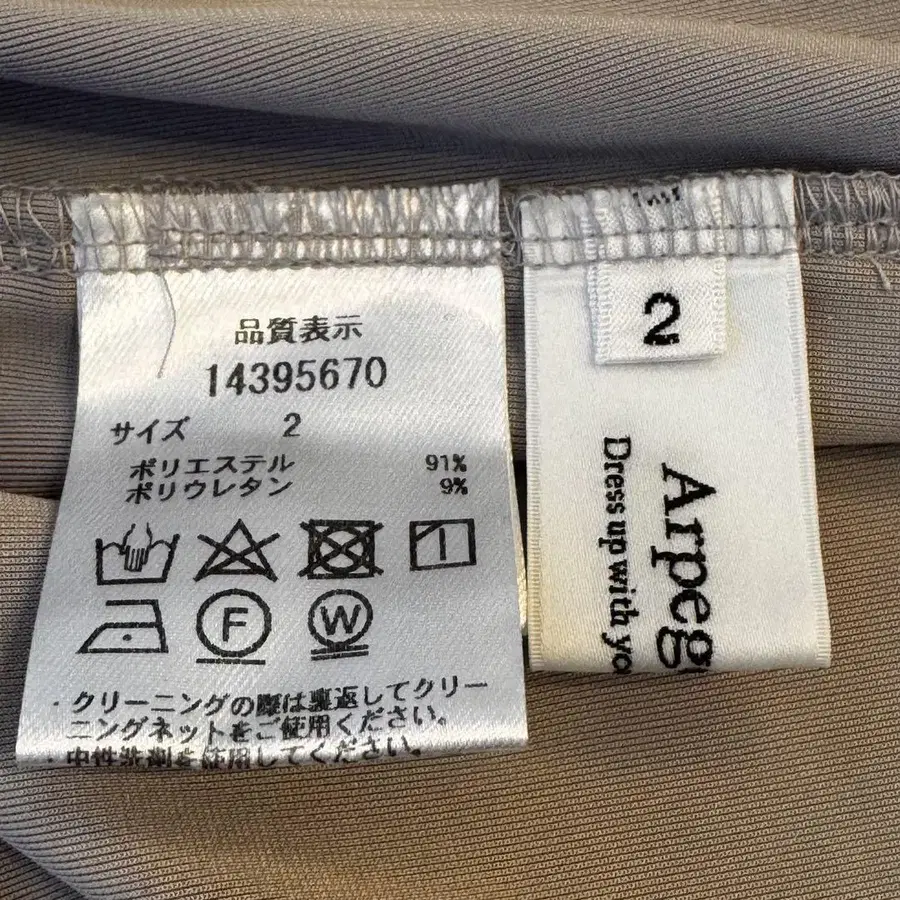 品質表示
14395670
サイズ 2
ポリエステル 91%
ポリウレタン 9%
F W
・クリーニングの際は裏返してクリー
ニングネットをご使用ください。
・中性洗剤を使用してください。
2
Arpeg
Dress up with yo